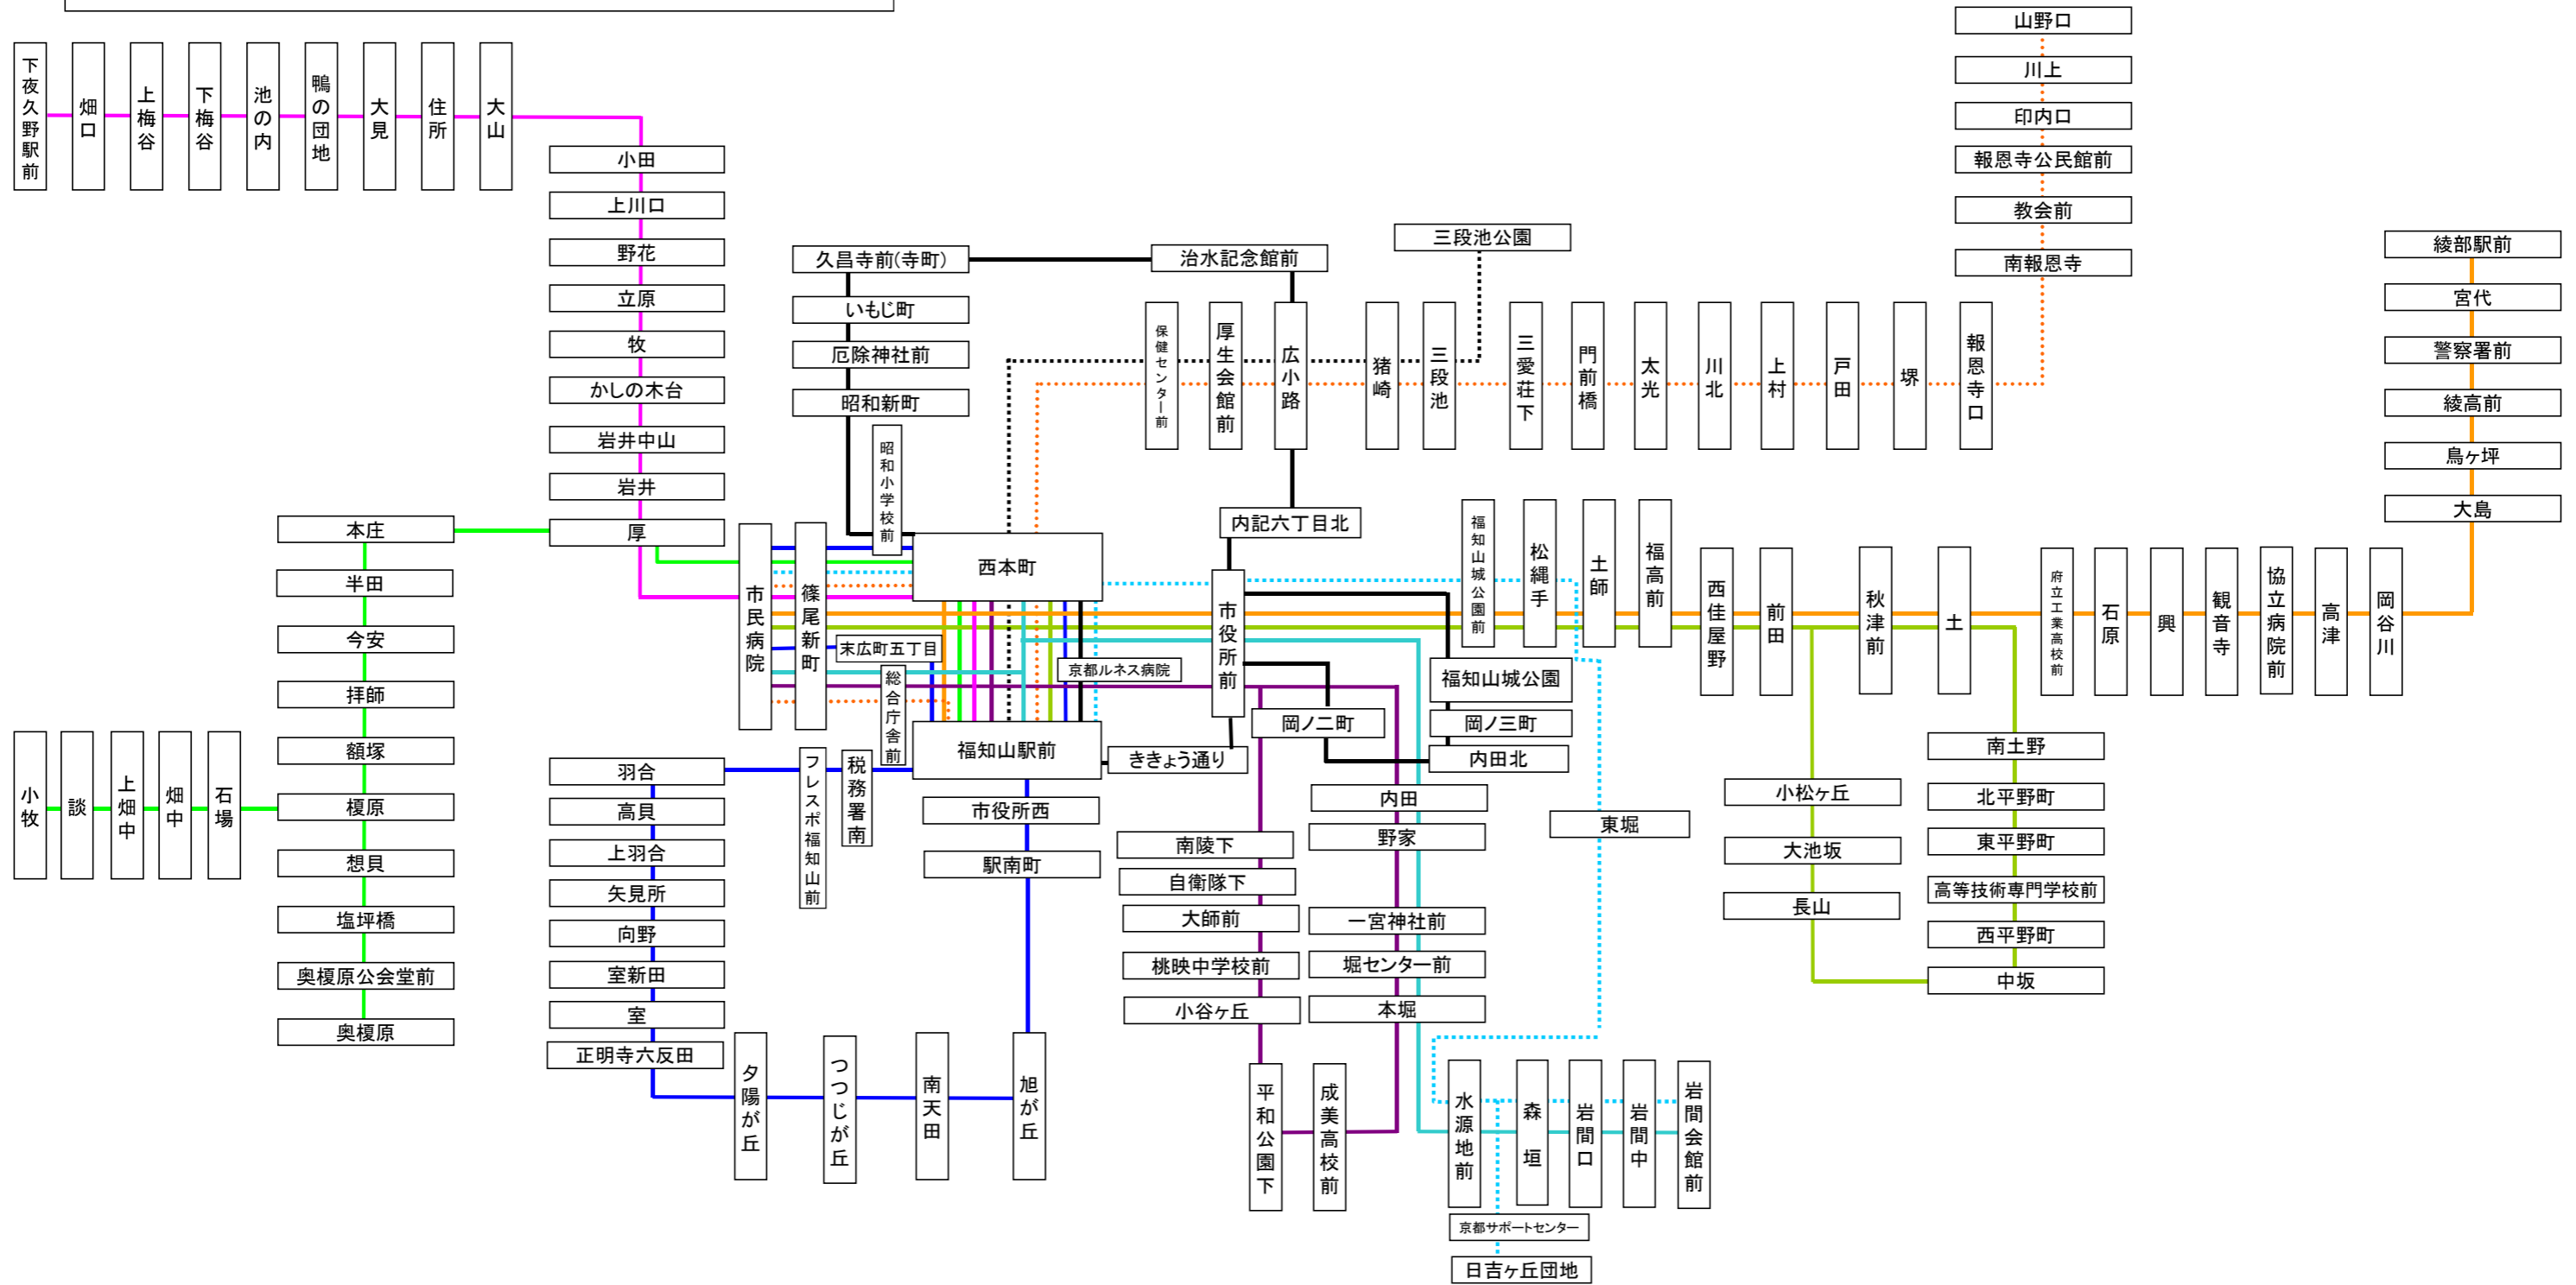 下夜久野駅前
畑口
上梅谷
下梅谷
池の内
鴨の団地
大見
住所
大山
小田
上川口
野花
立原
牧
かしの木台
岩井中山
岩井
厚
本庄
半田
今安
拝師
額塚
榎原
想貝
塩坪橋
奥榎原公会堂前
奥榎原
小牧
談
上畑中
畑中
石場
久昌寺前(寺町)
いもじ町
厄除神社前
昭和新町
昭和小学校前
治水記念館前
三段池公園
保健センター前
厚生会館前
広小路
猪崎
三段池
三愛荘下
門前橋
太光
川北
上村
戸田
堺
報恩寺口
山野口
川上
印内口
報恩寺公民館前
教会前
南報恩寺
綾部駅前
宮代
警察署前
綾高前
鳥ヶ坪
大島
市民病院
篠尾新町
西本町
末広町五丁目
総合庁舎前
京都ルネス病院
福知山駅前
内記六丁目北
市役所前
ききょう通り
岡ノ二町
福知山城公園
岡ノ三町
内田北
福知山城公園前
松縄手
土師
福高前
西佳屋野
前田
秋津前
土
府立工業高校前
石原
興
観音寺
協立病院前
高津
岡谷川
羽合
高貝
上羽合
矢見所
向野
室新田
室
正明寺六反田
フレスポ福知山前
税務署南
市役所西
駅南町
夕陽が丘
つつじが丘
南天田
旭が丘
南陵下
自衛隊下
大師前
桃映中学校前
小谷ヶ丘
平和公園下
成美高校前
内田
野家
一宮神社前
堀センター前
本堀
東堀
水源地前
森垣
岩間口
岩間中
岩間会館前
京都サポートセンター
日吉ヶ丘団地
小松ヶ丘
大池坂
長山
南土野
北平野町
東平野町
高等技術専門学校前
西平野町
中坂